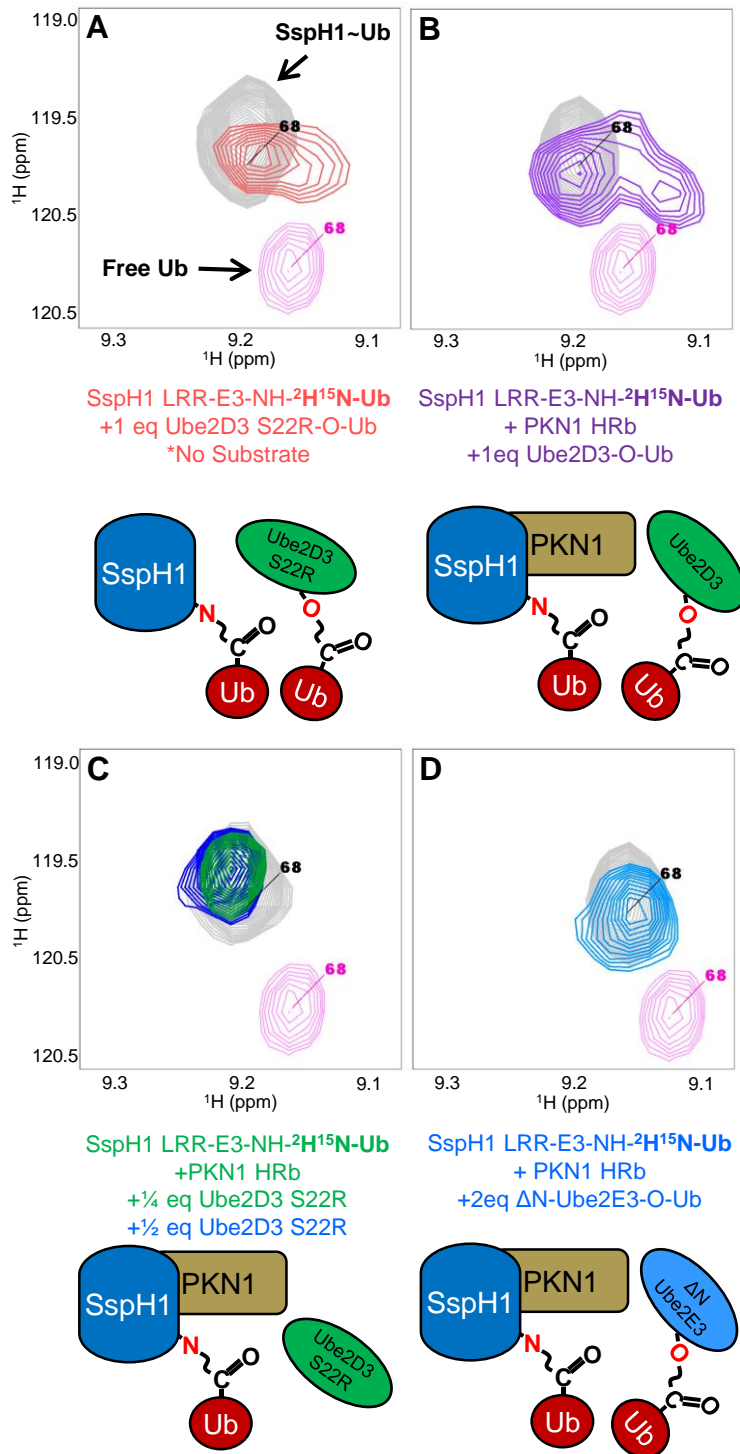 A
SspH1~Ub
68
Free Ub
68
119.0
119.5
120.5
120.5
¹H (ppm)
9.3
9.2
9.1
¹H (ppm)
B
68
68
9.3
9.2
9.1
¹H (ppm)
SspH1 LRR-E3-NH-²H¹⁵N-Ub
+1 eq Ube2D3 S22R-O-Ub
*No Substrate
SspH1 LRR-E3-NH-²H¹⁵N-Ub
+ PKN1 HRb
+1eq Ube2D3-O-Ub
SspH1
N
C
O
Ub
Ube2D3
S22R
O
C
O
Ub
SspH1
PKN1
N
C
O
Ub
Ube2D3
O
C
O
Ub
C
68
68
119.0
119.5
120.5
120.5
¹H (ppm)
9.3
9.2
9.1
¹H (ppm)
D
68
68
9.3
9.2
9.1
¹H (ppm)
SspH1 LRR-E3-NH-²H¹⁵N-Ub
+PKN1 HRb
+¼ eq Ube2D3 S22R
+½ eq Ube2D3 S22R
SspH1 LRR-E3-NH-²H¹⁵N-Ub
+ PKN1 HRb
+2eq ΔN-Ube2E3-O-Ub
SspH1
PKN1
N
C
O
Ub
Ube2D3
S22R
SspH1
PKN1
N
C
O
Ub
ΔN
Ube2E3
O
C
O
Ub